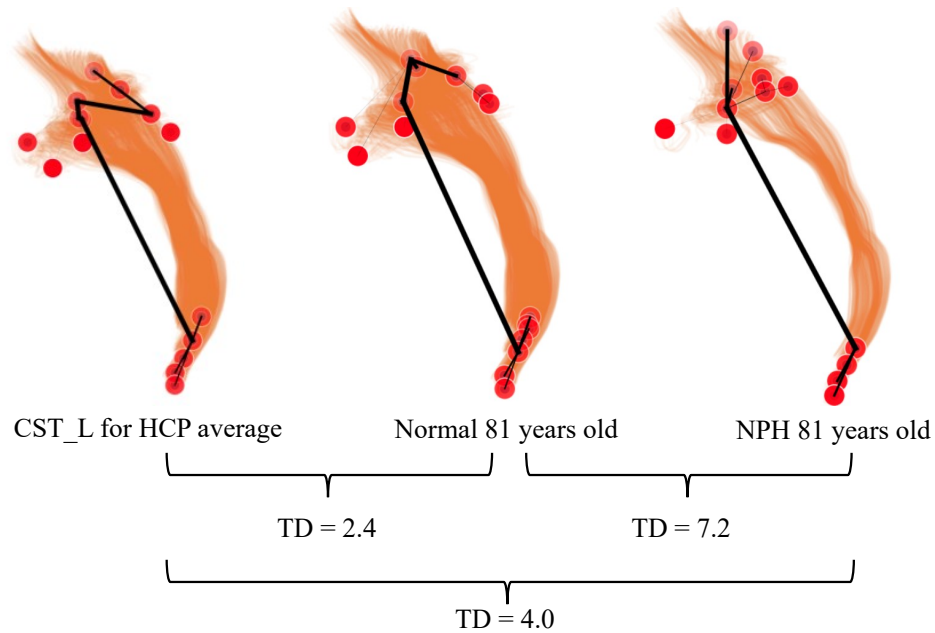 CST_L for HCP average
Normal 81 years old
NPH 81 years old
TD = 2.4
TD = 7.2
TD = 4.0